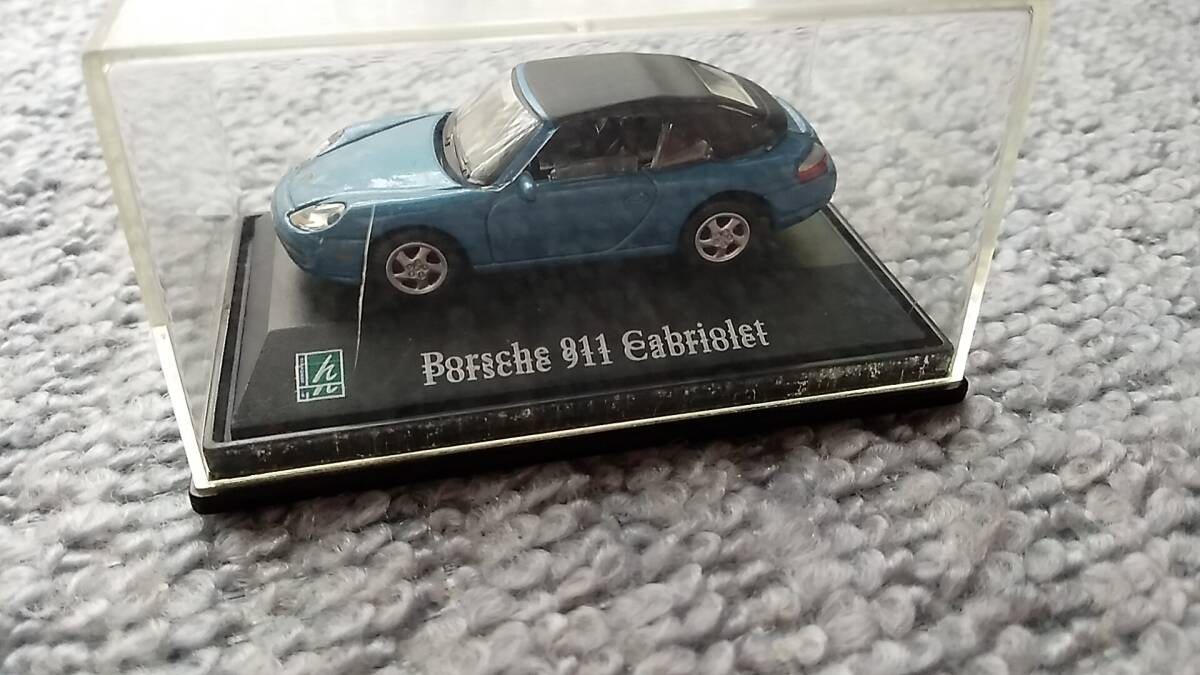 h
Porsche 911 Cabriolet